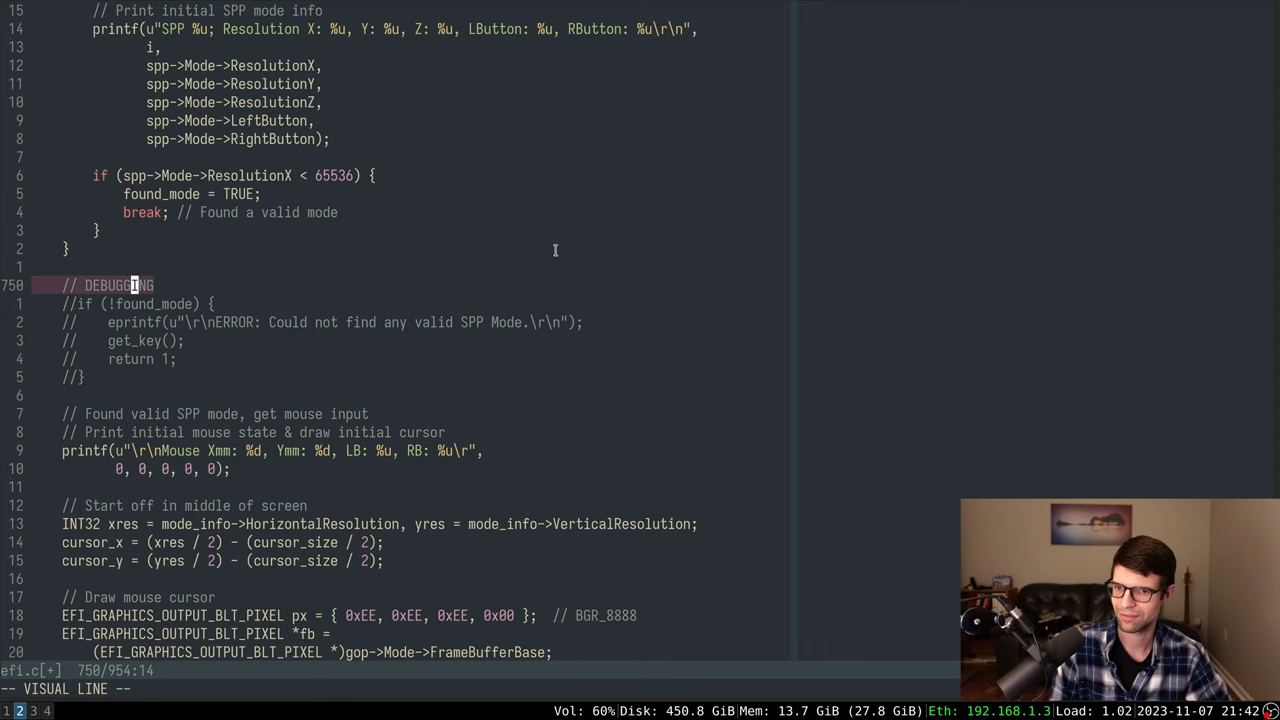 15 // Print initial SPP mode info
14 printf(u"SPP %u; Resolution X: %u, Y: %u, Z: %u, LButton: %u, RButton: %u\r\n",
13 i,
12 spp->Mode->ResolutionX,
11 spp->Mode->ResolutionY,
10 spp->Mode->ResolutionZ,
9 spp->Mode->LeftButton,
8 spp->Mode->RightButton);
7
6 if (spp->Mode->ResolutionX < 65536) {
5 found_mode = TRUE;
4 break; // Found a valid mode
3 }
2 }
1
750 // DEBUGGING
1 //if (!found_mode) {
2 // eprintf(u"\r\nERROR: Could not find any valid SPP Mode.\r\n");
3 // get_key();
4 // return 1;
5 //}
6
7 // Found valid SPP mode, get mouse input
8 // Print initial mouse state & draw initial cursor
9 printf(u"\r\nMouse Xmm: %d, Ymm: %d, LB: %u, RB: %u\r",
10 0, 0, 0, 0, 0);
11
12 // Start off in middle of screen
13 INT32 xres = mode_info->HorizontalResolution, yres = mode_info->VerticalResolution;
14 cursor_x = (xres / 2) - (cursor_size / 2);
15 cursor_y = (yres / 2) - (cursor_size / 2);
16
17 // Draw mouse cursor
18 EFI_GRAPHICS_OUTPUT_BLT_PIXEL px = { 0xEE, 0xEE, 0xEE, 0x00 }; // BGR_8888
19 EFI_GRAPHICS_OUTPUT_BLT_PIXEL *fb =
20 (EFI_GRAPHICS_OUTPUT_BLT_PIXEL *)gop->Mode->FrameBufferBase;
efi.c[+] 750/954:14
-- VISUAL LINE --
1 2 3 4 Vol: 60%|Disk: 450.8 GiB|Mem: 13.7 GiB (27.8 GiB)|Eth: 192.168.1.3|Load: 1.02|2023-11-07 21:42